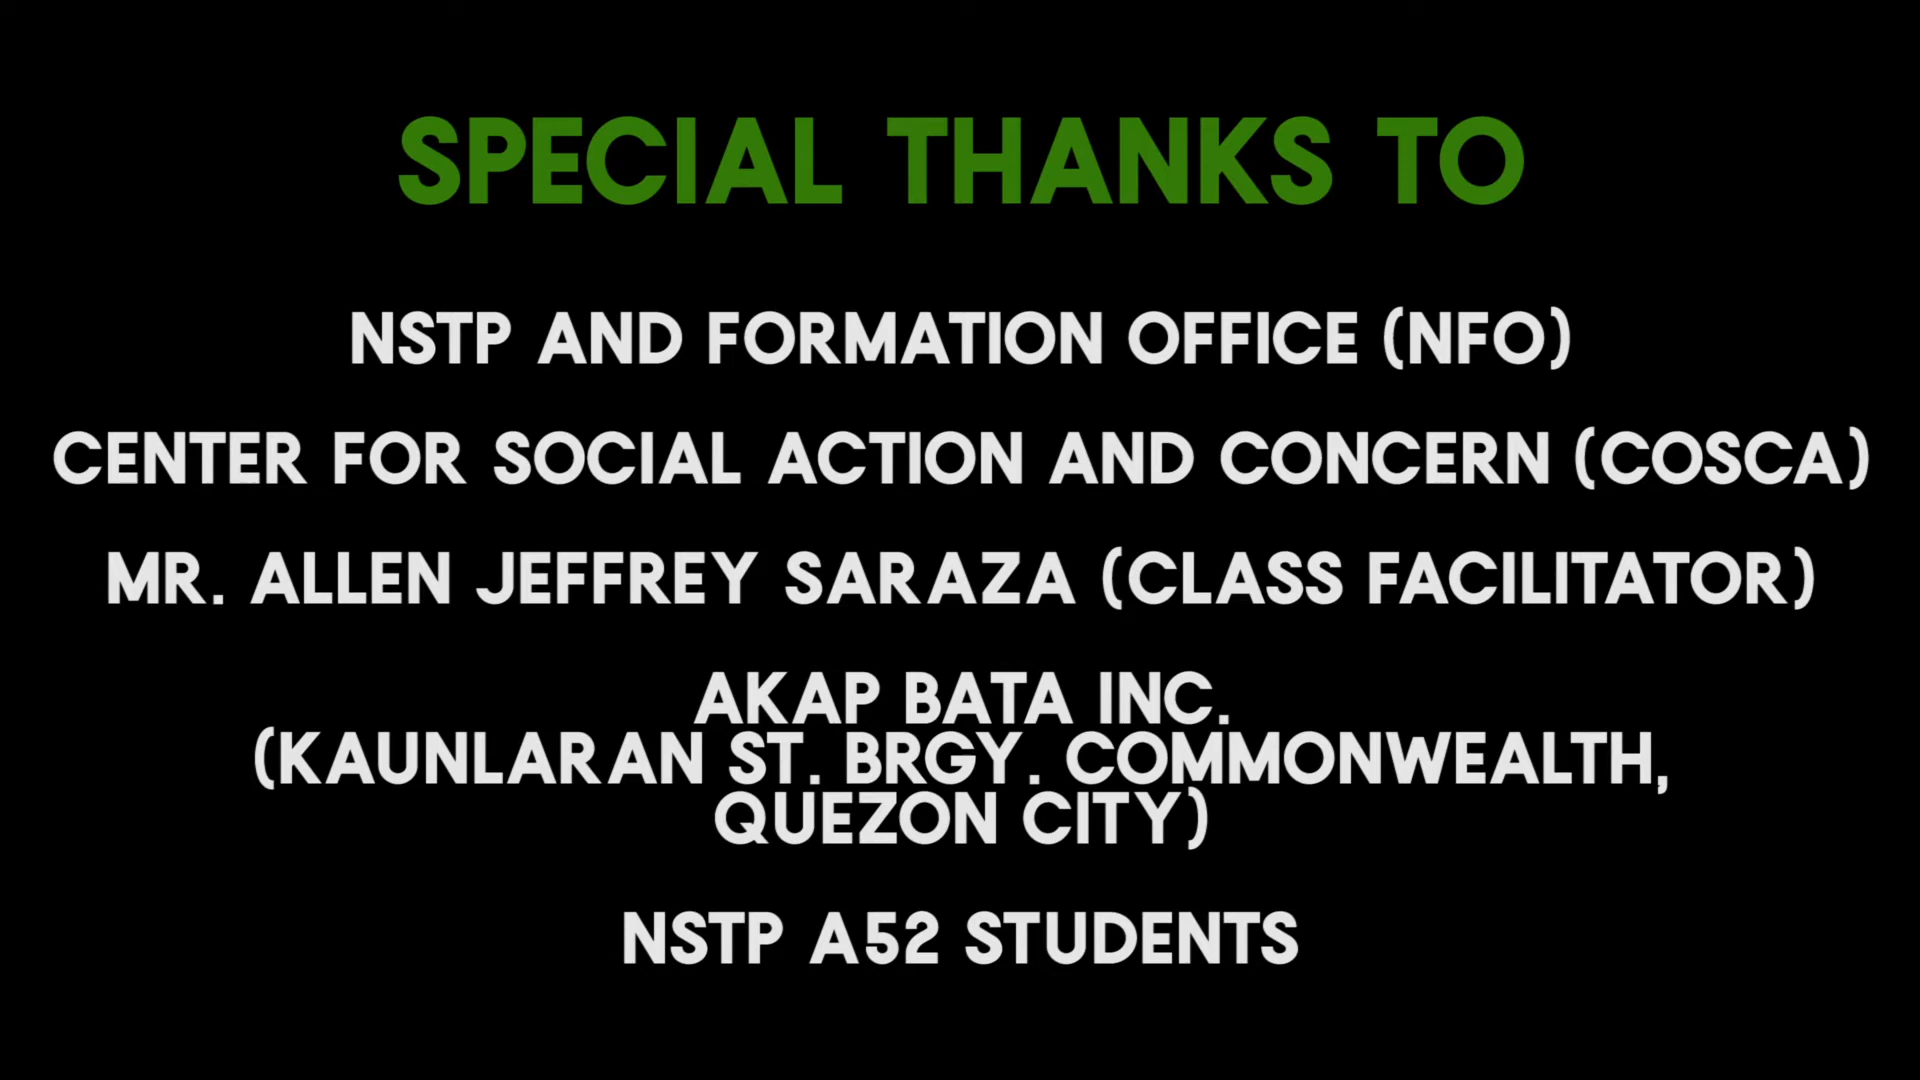 SPECIAL THANKS TO
NSTP AND FORMATION OFFICE (NFO)
CENTER FOR SOCIAL ACTION AND CONCERN (COSCA)
MR. ALLEN JEFFREY SARAZA (CLASS FACILITATOR)
AKAP BATA INC.
(KAUNLARAN ST. BRGY. COMMONWEALTH,
QUEZON CITY)
NSTP A52 STUDENTS